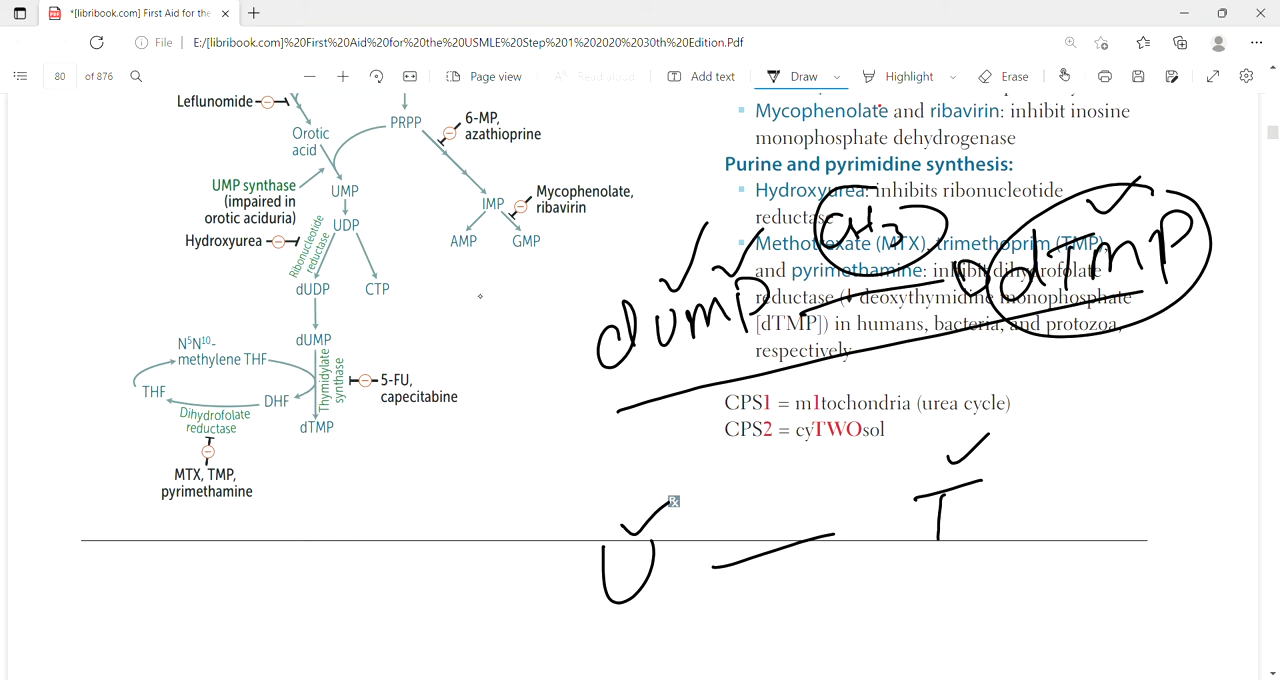 *[libribook.com] First Aid for the
File
E:/[libribook.com]%20First%20Aid%20for%20the%20USMLE%20Step%201%202020%2030th%20Edition.Pdf
80 of 876
Page view
Read aloud
Add text
Draw
Highlight
Erase
Leflunomide
Orotic
acid
PRPP
6-MP,
azathioprine
UMP synthase
(impaired in
orotic aciduria)
UMP
IMP
Mycophenolate,
ribavirin
Hydroxyurea
Ribonucleotide
reductase
UDP
AMP
GMP
dUDP
CTP
N5N10-
methylene THF
dUMP
Thymidylate
synthase
5-FU,
capecitabine
THF
DHF
Dihydrofolate
reductase
dTMP
MTX, TMP,
pyrimethamine
Mycophenolate and ribavirin: inhibit inosine
monophosphate dehydrogenase
Purine and pyrimidine synthesis:
Hydroxyurea: inhibits ribonucleotide
reductase
Methotrexate (MTX), trimethoprim (TMP),
and pyrimethamine: inhibit dihydrofolate
reductase (↓ deoxythymidine monophosphate
[dTMP]) in humans, bacteria, and protozoa,
respectively
CH3
dUMP
dTMP
CPS1 = m1tochondria (urea cycle)
CPS2 = cyTWOsol
Rx
U
T